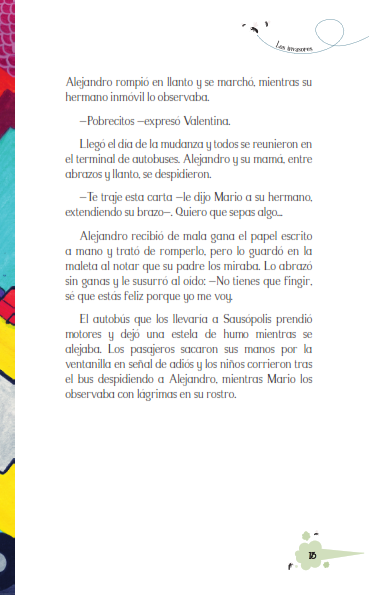 Los invasores
Alejandro rompió en llanto y se marchó, mientras su
hermano inmóvil lo observaba.
—Pobrecitos —expresó Valentina.
Llegó el día de la mudanza y todos se reunieron en
el terminal de autobuses. Alejandro y su mamá, entre
abrazos y llanto, se despidieron.
—Te traje esta carta —le dijo Mario a su hermano,
extendiendo su brazo—. Quiero que sepas algo...
Alejandro recibió de mala gana el papel escrito
a mano y trató de romperlo, pero lo guardó en la
maleta al notar que su padre los miraba. Lo abrazó
sin ganas y le susurró al oído: —No tienes que fingir,
sé que estás feliz porque yo me voy.
El autobús que los llevaría a Sausópolis prendió
motores y dejó una estela de humo mientras se
alejaba. Los pasajeros sacaron sus manos por la
ventanilla en señal de adiós y los niños corrieron tras
el bus despidiendo a Alejandro, mientras Mario los
observaba con lágrimas en su rostro.